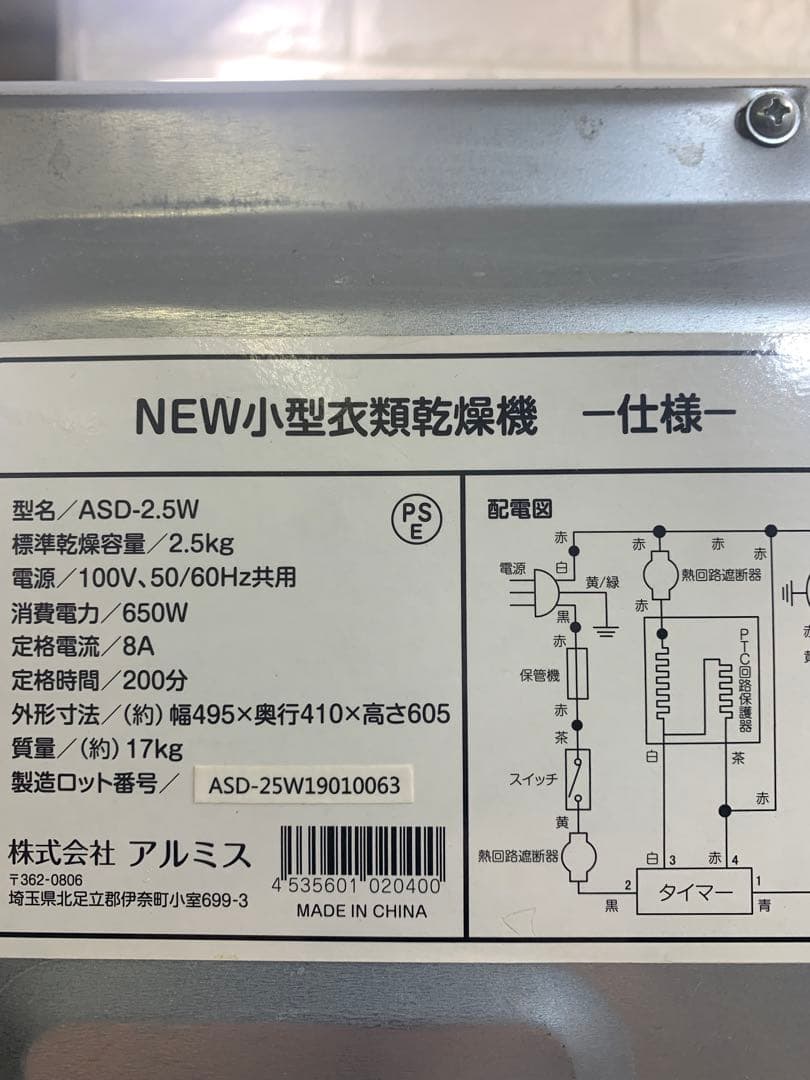 NEW小型衣類乾燥機 ー仕様ー
型名／ASD-2.5W
標準乾燥容量／2.5kg
電源／100V、50/60Hz共用
消費電力／650W
定格電流／8A
定格時間／200分
外形寸法／(約)幅495×奥行410×高さ605
質量／(約)17kg
製造ロット番号／ ASD-25W19010063
PS
E
株式会社 アルミス
〒362-0806
埼玉県北足立郡伊奈町小室699-3
4 535601 020400
MADE IN CHINA
配電図
赤
赤
赤
赤
電源
白
黄/緑
熱回路遮断器
黒
赤
赤
保管機
PTC回路保護器
赤
茶
白
茶
スイッチ
赤
黄
熱回路遮断器
白 3
赤 4
2
タイマー
1
黒
青